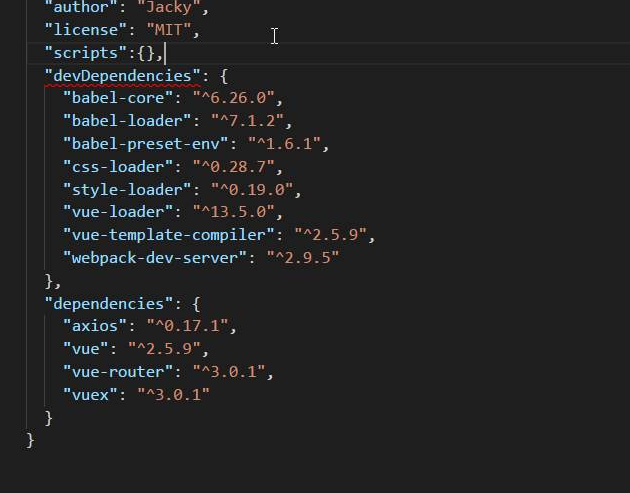 "author": "Jacky",
"license": "MIT",
"scripts":{},
"devDependencies": {
"babel-core": "^6.26.0",
"babel-loader": "^7.1.2",
"babel-preset-env": "^1.6.1",
"css-loader": "^0.28.7",
"style-loader": "^0.19.0",
"vue-loader": "^13.5.0",
"vue-template-compiler": "^2.5.9",
"webpack-dev-server": "^2.9.5"
},
"dependencies": {
"axios": "^0.17.1",
"vue": "^2.5.9",
"vue-router": "^3.0.1",
"vuex": "^3.0.1"
}
}